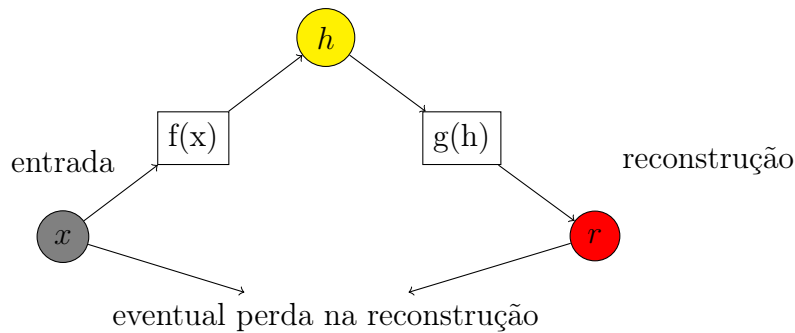 h
f(x)
g(h)
entrada
reconstrução
x
r
eventual perda na reconstrução